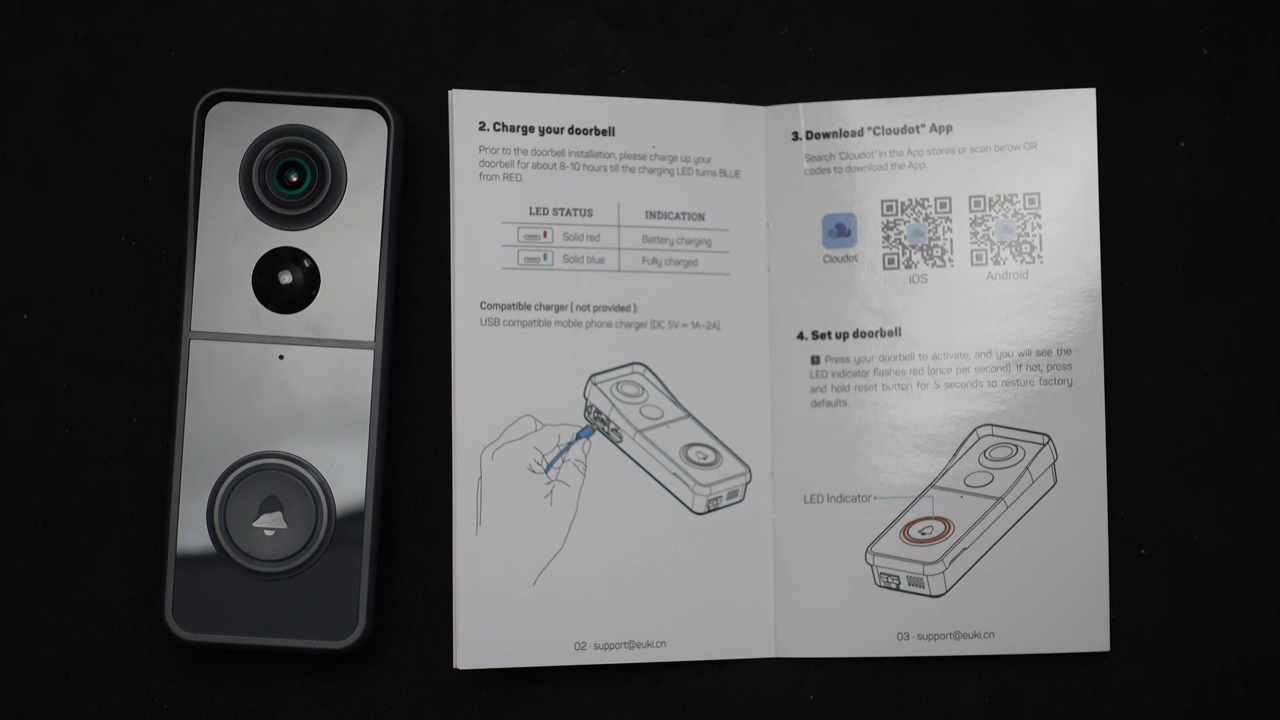 2. Charge your doorbell
Prior to the doorbell installation, please charge up your
doorbell for about 8-10 hours till the charging LED turns BLUE
from RED.
LED STATUS INDICATION
Solid red Battery charging
Solid blue Fully charged
Compatible charger ( not provided ):
USB compatible mobile phone charger (DC 5V ⎓ 1A-2A).
02 · support@euki.cn
3. Download "Cloudot" App
Search 'Cloudot' in the App stores or scan below QR
codes to download the App.
Cloudot
iOS
Android
4. Set up doorbell
1 Press your doorbell to activate, and you will see the
LED indicator flashes red (once per second). If not, press
and hold reset button for 5 seconds to restore factory
defaults.
LED Indicator
03 · support@euki.cn